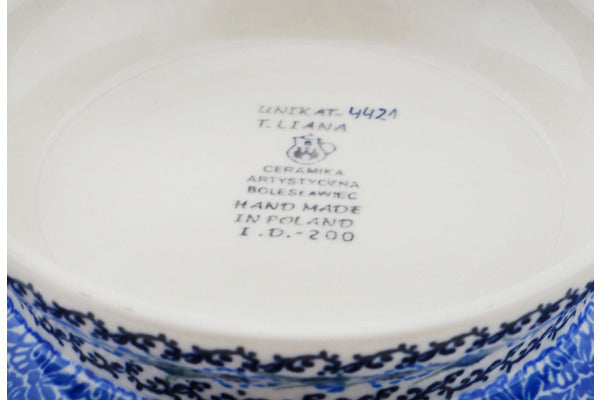 UNIKAT-4421
T. LIANA
CERAMIKA
ARTYSTYCZNA
BOLESŁAWIEC
HAND MADE
IN POLAND
I.D.-200